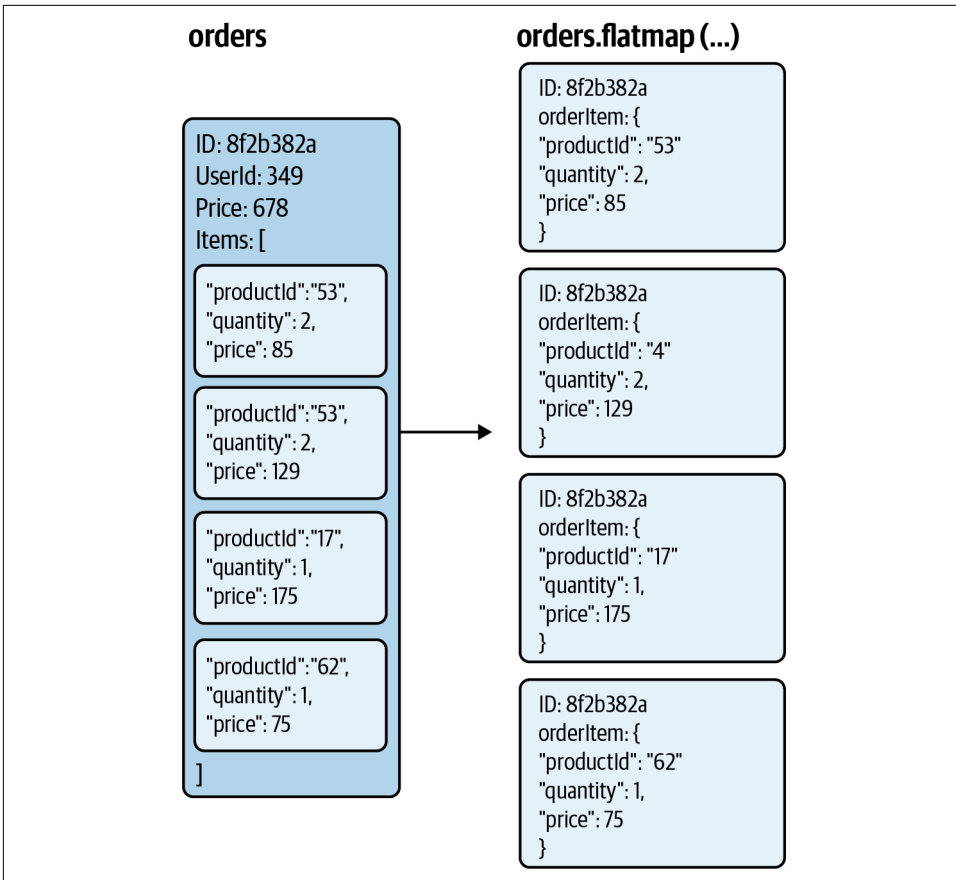 orders
ID: 8f2b382a
UserId: 349
Price: 678
Items: [
"productId":"53",
"quantity": 2,
"price": 85
"productId":"53",
"quantity": 2,
"price": 129
"productId":"17",
"quantity": 1,
"price": 175
"productId":"62",
"quantity": 1,
"price": 75
]
orders.flatmap (...)
ID: 8f2b382a
orderItem: {
"productId": "53"
"quantity": 2,
"price": 85
}
ID: 8f2b382a
orderItem: {
"productId": "4"
"quantity": 2,
"price": 129
}
ID: 8f2b382a
orderItem: {
"productId": "17"
"quantity": 1,
"price": 175
}
ID: 8f2b382a
orderItem: {
"productId": "62"
"quantity": 1,
"price": 75
}